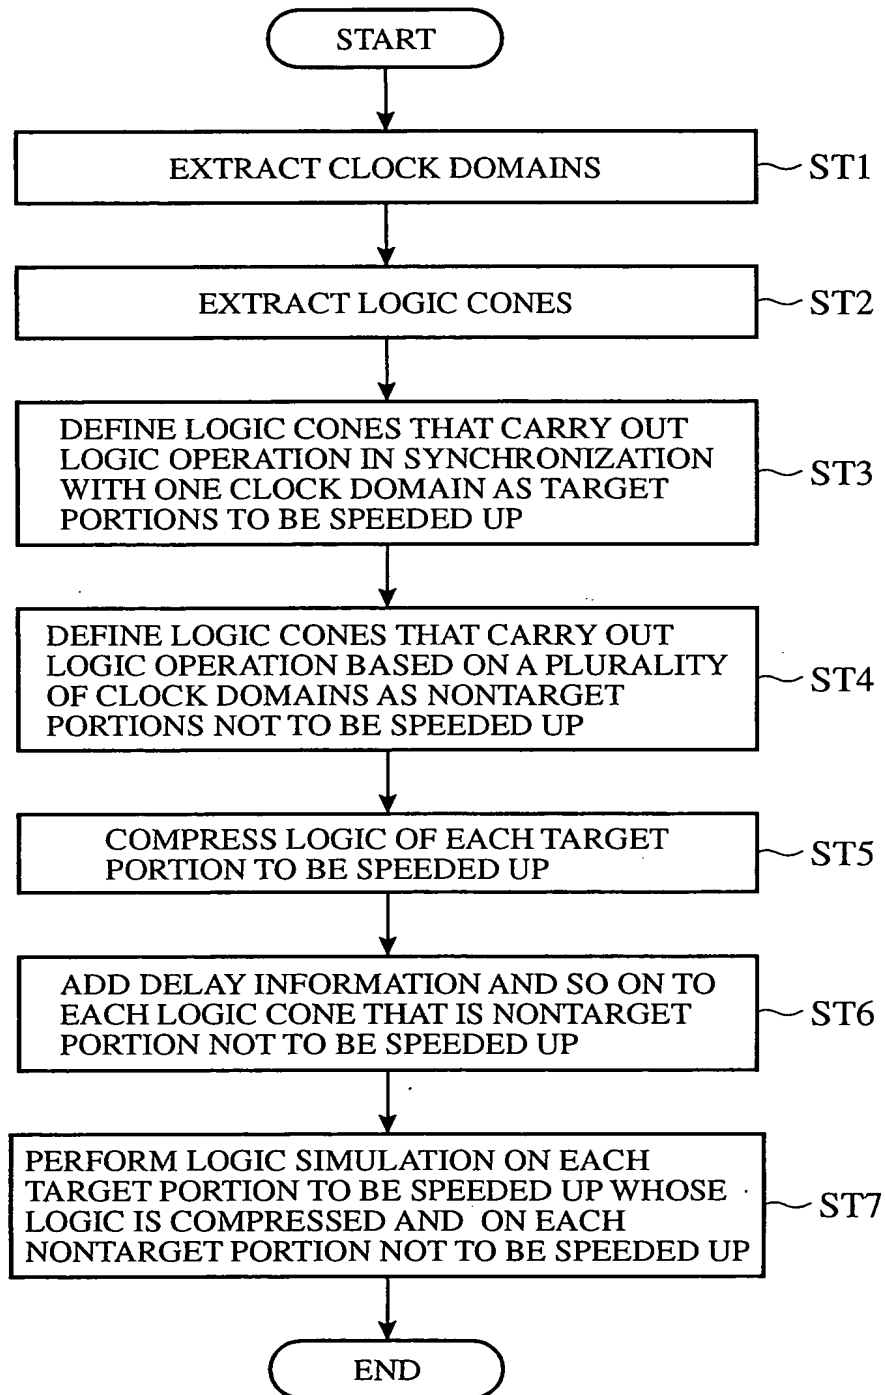 START
EXTRACT CLOCK DOMAINS
ST1
EXTRACT LOGIC CONES
ST2
DEFINE LOGIC CONES THAT CARRY OUT
LOGIC OPERATION IN SYNCHRONIZATION
WITH ONE CLOCK DOMAIN AS TARGET
PORTIONS TO BE SPEEDED UP
ST3
DEFINE LOGIC CONES THAT CARRY OUT
LOGIC OPERATION BASED ON A PLURALITY
OF CLOCK DOMAINS AS NONTARGET
PORTIONS NOT TO BE SPEEDED UP
ST4
COMPRESS LOGIC OF EACH TARGET
PORTION TO BE SPEEDED UP
ST5
ADD DELAY INFORMATION AND SO ON TO
EACH LOGIC CONE THAT IS NONTARGET
PORTION NOT TO BE SPEEDED UP
ST6
PERFORM LOGIC SIMULATION ON EACH
TARGET PORTION TO BE SPEEDED UP WHOSE
LOGIC IS COMPRESSED AND ON EACH
NONTARGET PORTION NOT TO BE SPEEDED UP
ST7
END